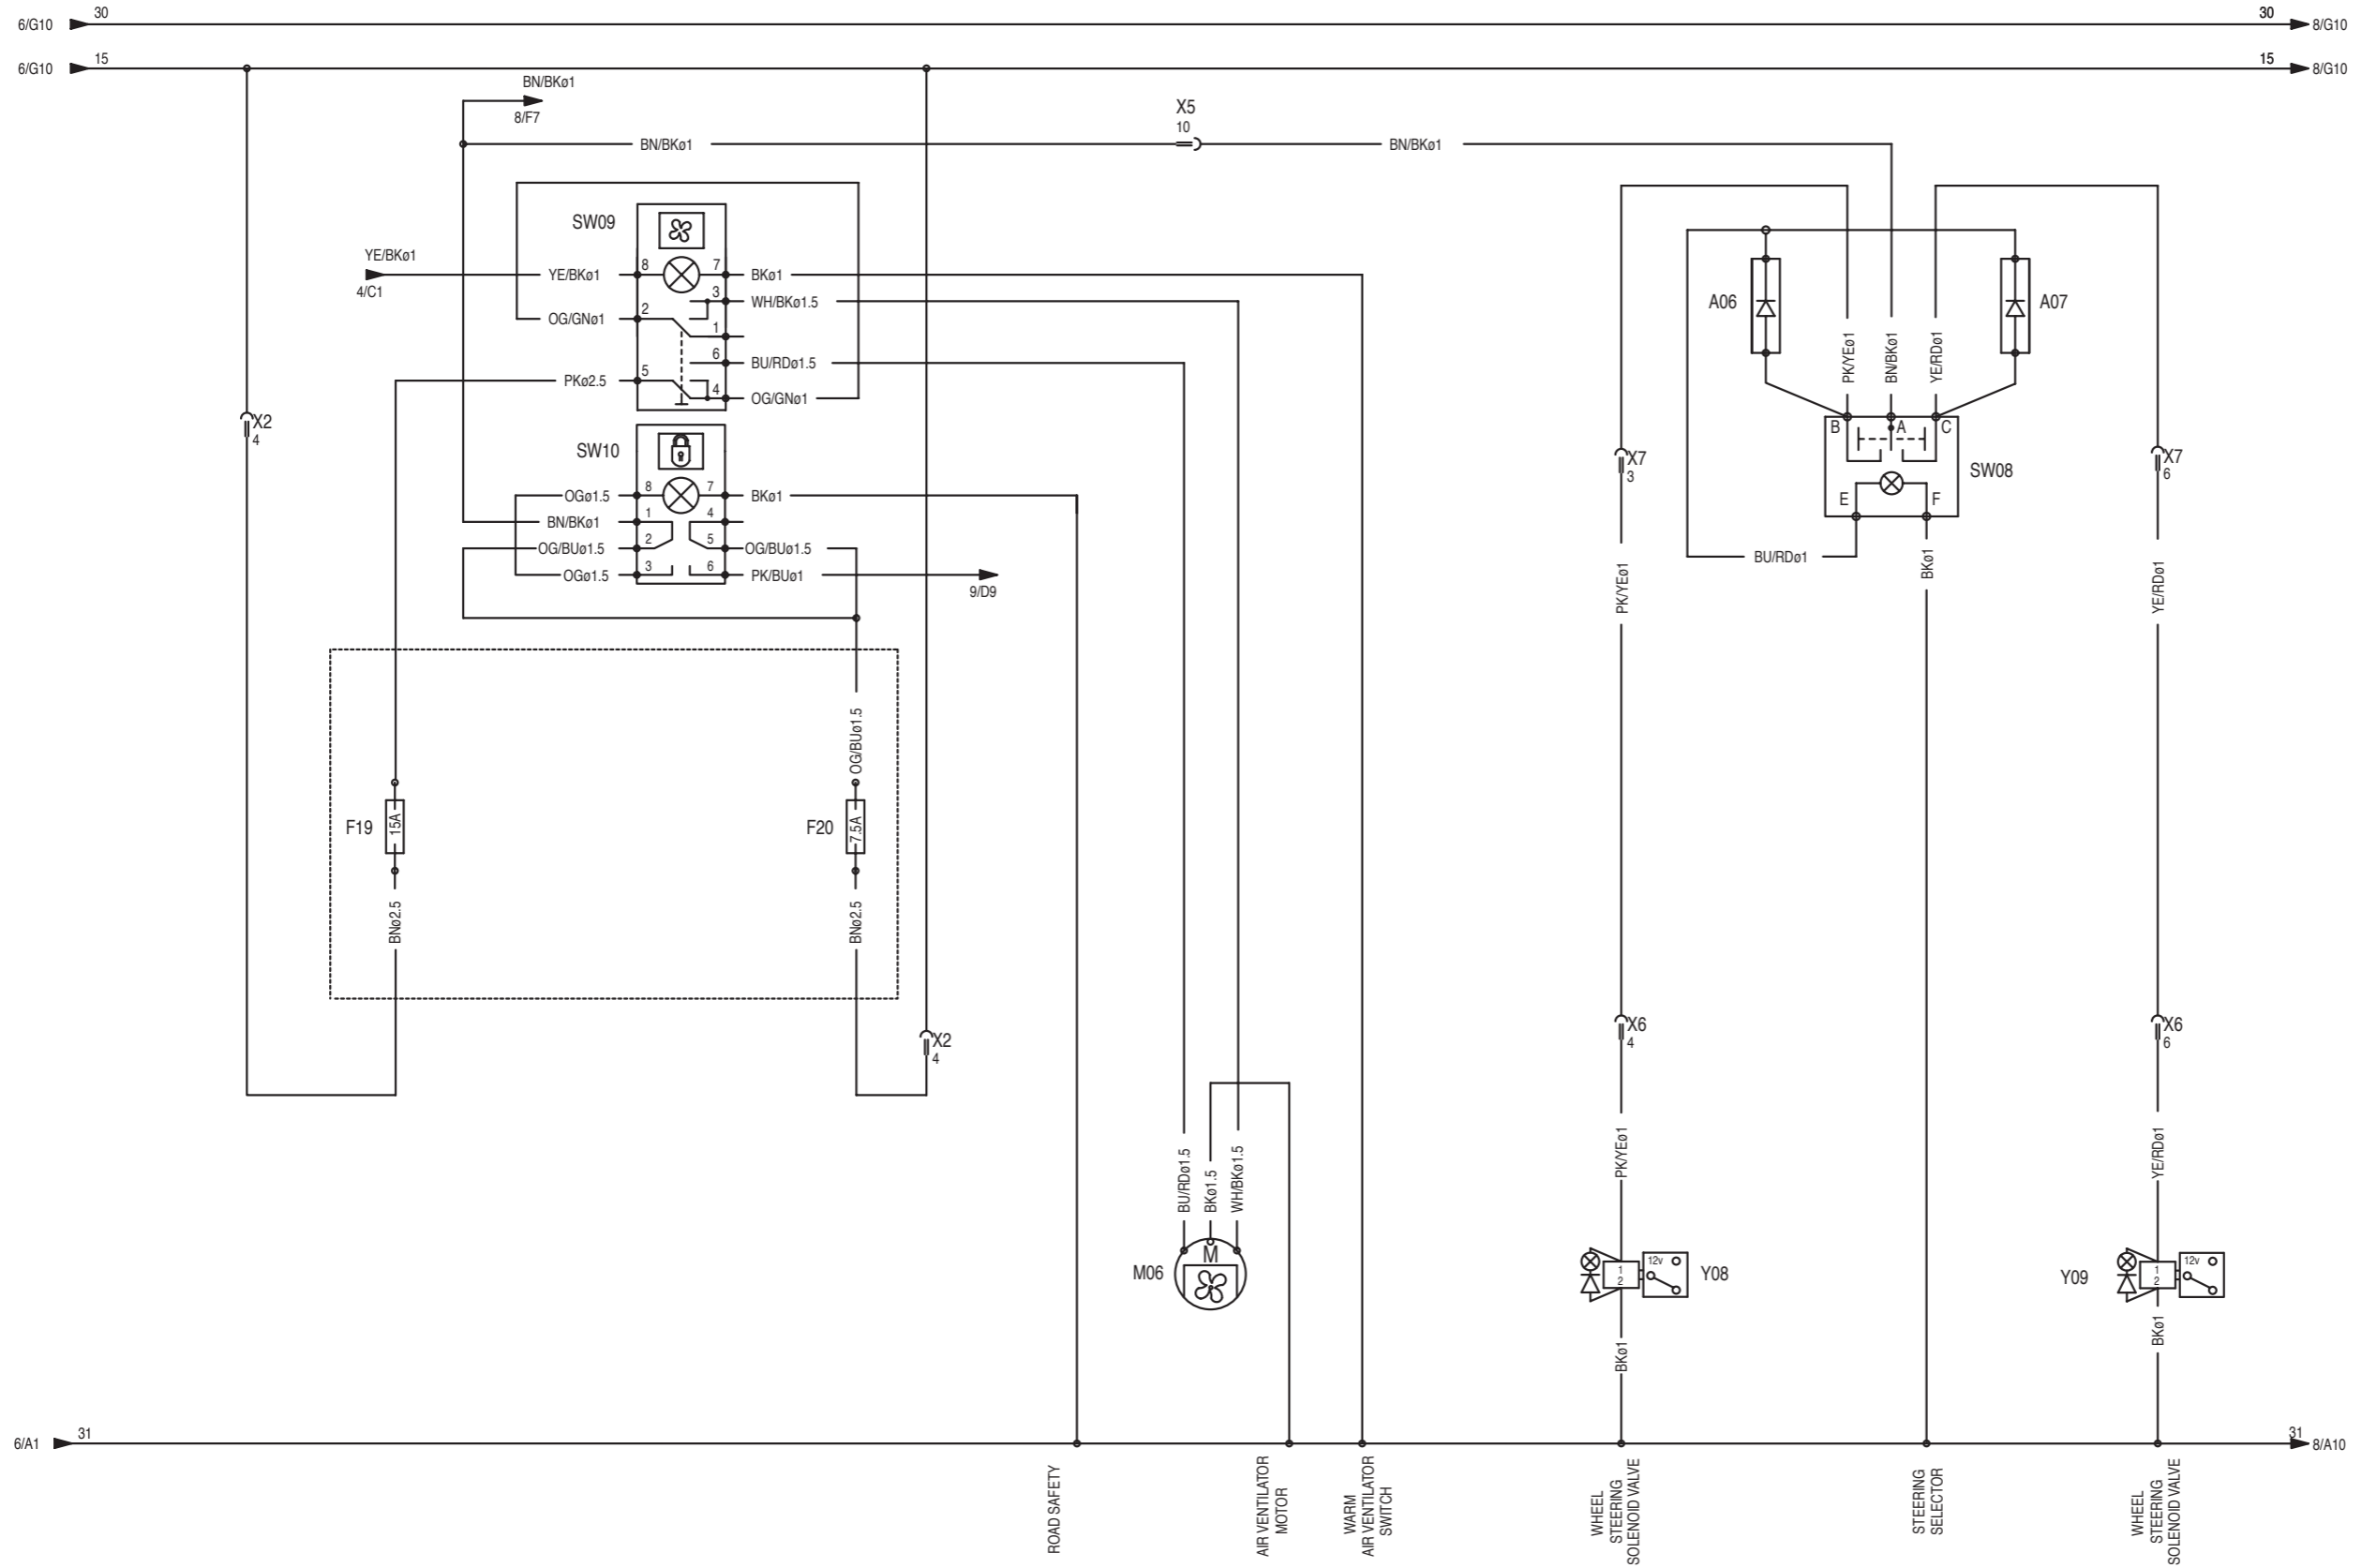 30
6/G10
30
8/G10
15
6/G10
15
8/G10
BN/BKø1
8/F7
X5
10
BN/BKø1
BN/BKø1
SW09
YE/BKø1
4/C1
YE/BKø1
8
7
BKø1
3
WH/BKø1.5
OG/GNø1
2
1
6
BU/RDø1.5
PKø2.5
5
4
OG/GNø1
X2
4
SW10
OGø1.5
8
7
BKø1
BN/BKø1
1
4
OG/BUø1.5
2
5
OG/BUø1.5
OGø1.5
3
6
PK/BUø1
9/D9
A06
A07
PK/YEø1
BN/BKø1
YE/RDø1
B
A
C
SW08
E
F
BU/RDø1
BKø1
X7
3
X7
6
PK/YEø1
YE/RDø1
OG/BUø1.5
F19
15A
F20
7.5A
BNø2.5
BNø2.5
X2
4
X6
4
X6
6
BU/RDø1.5
BKø1.5
WH/BKø1.5
PK/YEø1
YE/RDø1
M06
M
1
2
12v
Y08
Y09
1
2
12v
BKø1
BKø1
6/A1
31
31
8/A10
ROAD SAFETY
AIR VENTILATOR
MOTOR
WARM
AIR VENTILATOR
SWITCH
WHEEL
STEERING
SOLENOID VALVE
STEERING
SELECTOR
WHEEL
STEERING
SOLENOID VALVE